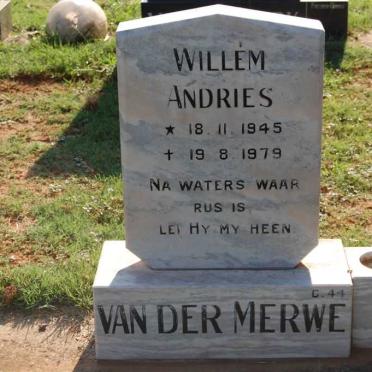 WILLEM
ANDRIES
★ 18.11.1945
✝ 19.8.1979
NA WATERS WAAR
RUS IS
LEI HY MY HEEN
G.44
VAN DER MERWE